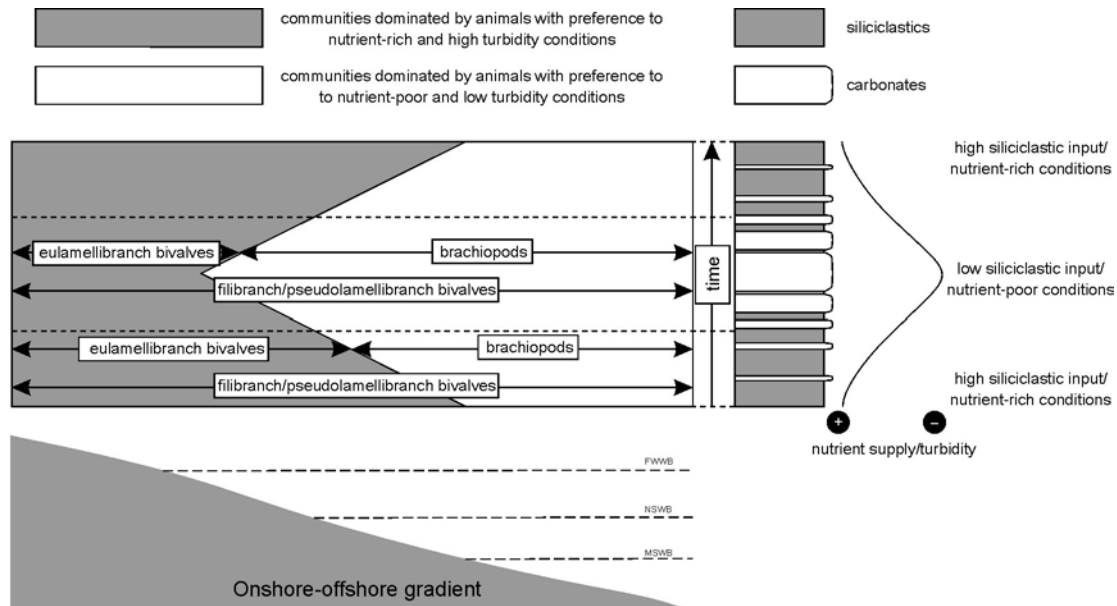 communities dominated by animals with preference to
nutrient-rich and high turbidity conditions
siliciclastics
communities dominated by animals with preference to
to nutrient-poor and low turbidity conditions
carbonates
high siliciclastic input/
nutrient-rich conditions
eulamellibranch bivalves
brachiopods
filibranch/pseudolamellibranch bivalves
time
low siliciclastic input/
nutrient-poor conditions
eulamellibranch bivalves
brachiopods
filibranch/pseudolamellibranch bivalves
high siliciclastic input/
nutrient-rich conditions
+ −
nutrient supply/turbidity
FWWB
NSWB
MSWB
Onshore-offshore gradient